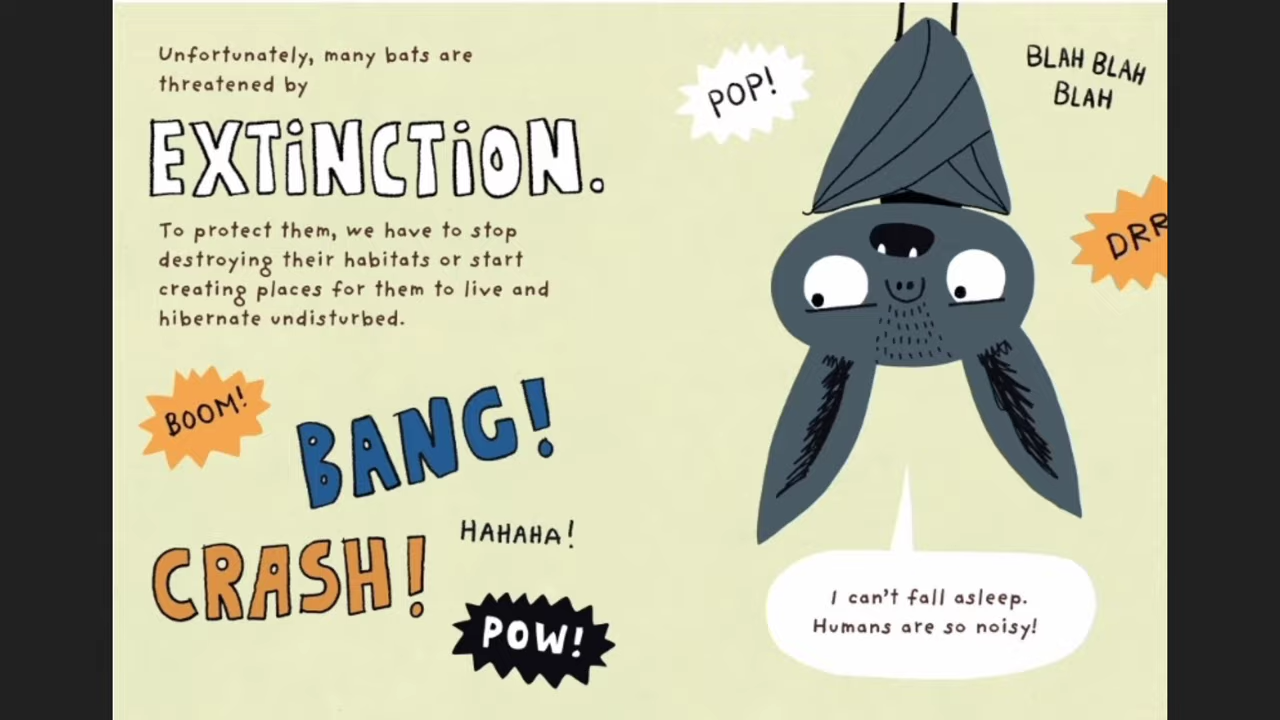 Unfortunately, many bats are
threatened by
EXTiNCTiON.
To protect them, we have to stop
destroying their habitats or start
creating places for them to live and
hibernate undisturbed.
BOOM!
BANG!
CRASH!
HAHAHA!
POW!
POP!
BLAH BLAH
BLAH
DRR
I can't fall asleep.
Humans are so noisy!